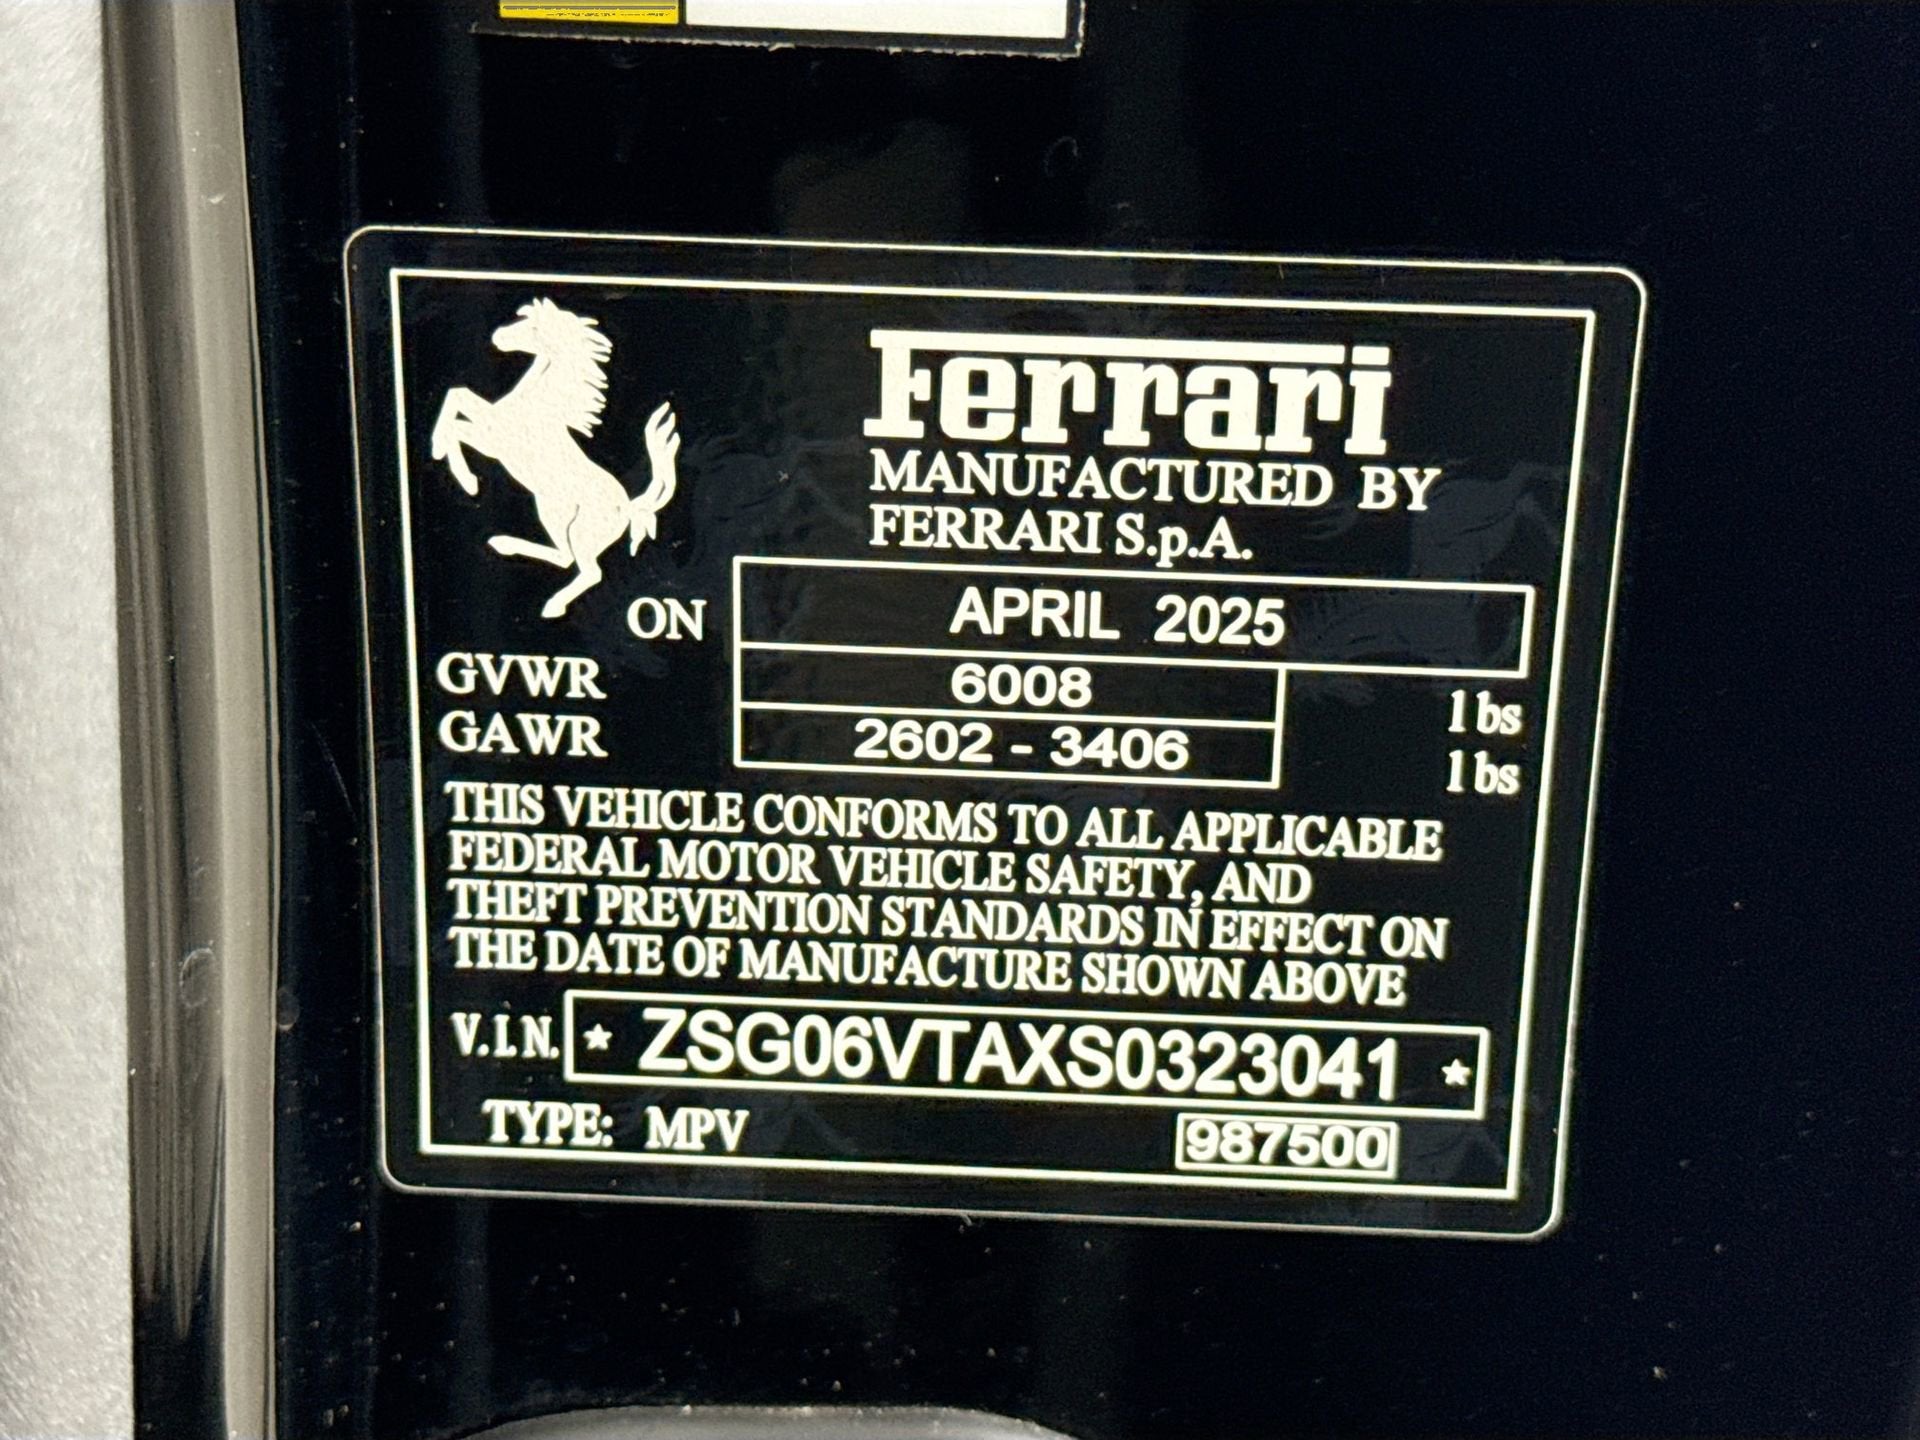 Ferrari
MANUFACTURED BY
FERRARI S.p.A.
ON APRIL 2025
GVWR 6008 lbs
GAWR 2602 - 3406 lbs
THIS VEHICLE CONFORMS TO ALL APPLICABLE
FEDERAL MOTOR VEHICLE SAFETY, AND
THEFT PREVENTION STANDARDS IN EFFECT ON
THE DATE OF MANUFACTURE SHOWN ABOVE
V.I.N. * ZSG06VTAXS0323041 *
TYPE: MPV 987500